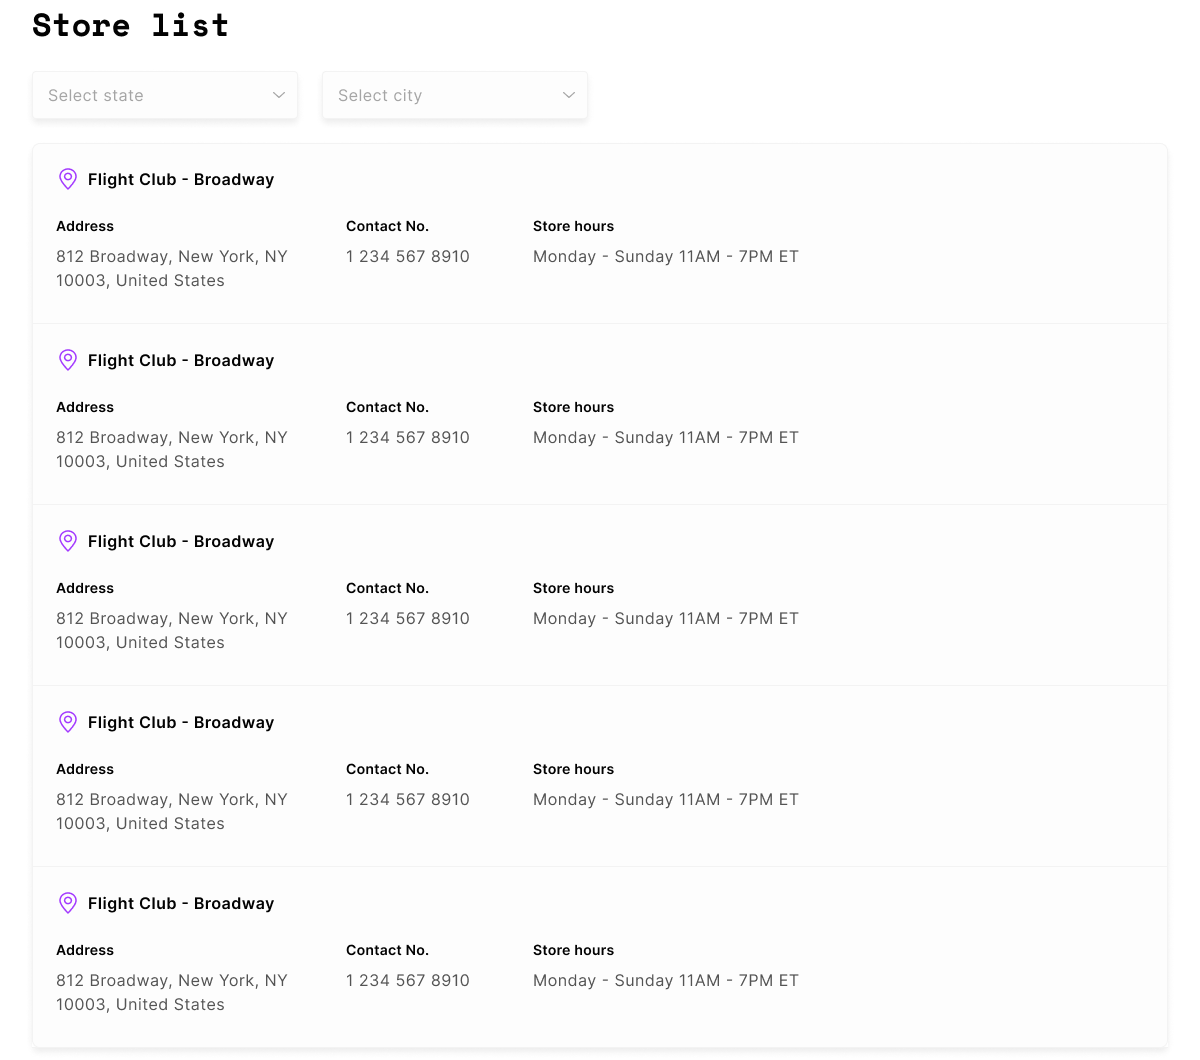 Store list
Select state
Select city
Flight Club - Broadway
Address
812 Broadway, New York, NY
10003, United States
Contact No.
1 234 567 8910
Store hours
Monday - Sunday 11AM - 7PM ET
Flight Club - Broadway
Address
812 Broadway, New York, NY
10003, United States
Contact No.
1 234 567 8910
Store hours
Monday - Sunday 11AM - 7PM ET
Flight Club - Broadway
Address
812 Broadway, New York, NY
10003, United States
Contact No.
1 234 567 8910
Store hours
Monday - Sunday 11AM - 7PM ET
Flight Club - Broadway
Address
812 Broadway, New York, NY
10003, United States
Contact No.
1 234 567 8910
Store hours
Monday - Sunday 11AM - 7PM ET
Flight Club - Broadway
Address
812 Broadway, New York, NY
10003, United States
Contact No.
1 234 567 8910
Store hours
Monday - Sunday 11AM - 7PM ET